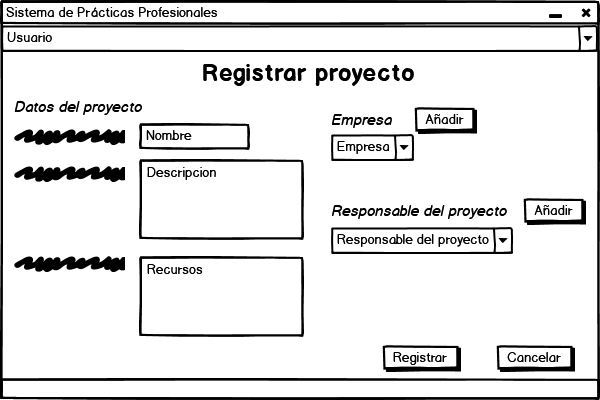 Sistema de Prácticas Profesionales
Usuario
Registrar proyecto
Datos del proyecto
Nombre
Descripcion
Recursos
Empresa
Añadir
Empresa
Responsable del proyecto
Añadir
Responsable del proyecto
Registrar
Cancelar